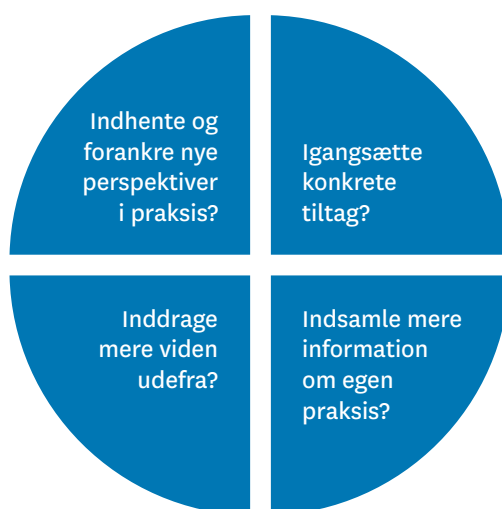 Indhente og
forankre nye
perspektiver
i praksis?
Igangsætte
konkrete
tiltag?
Inddrage
mere viden
udefra?
Indsamle mere
information
om egen
praksis?